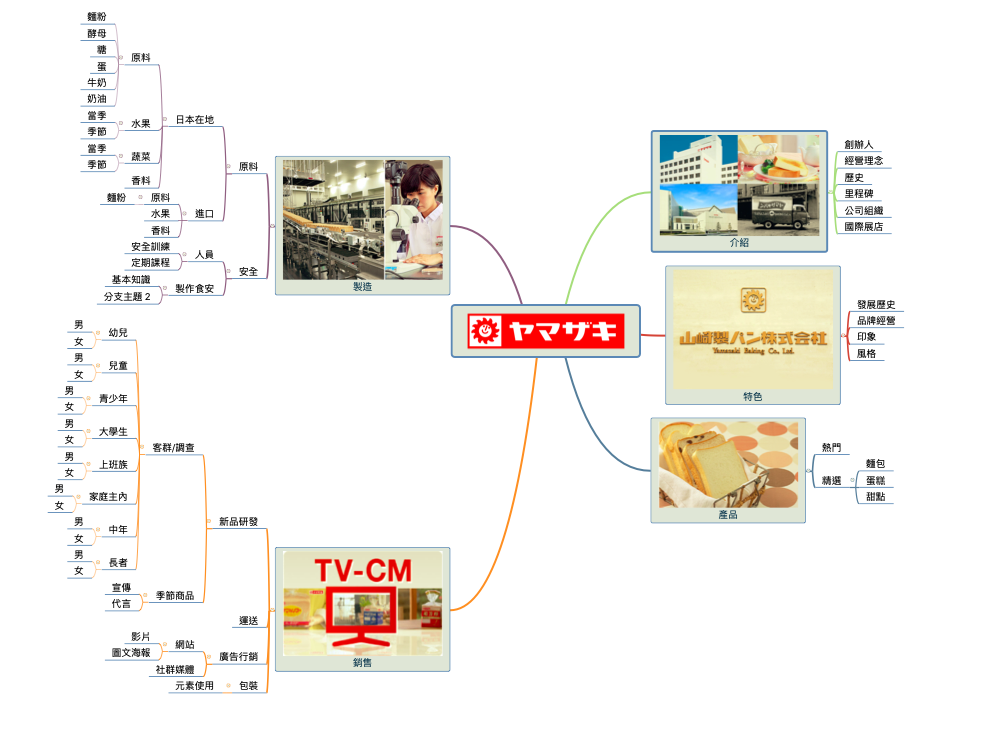 ヤマザキ
介紹
創辦人
經營理念
歷史
里程碑
公司組織
國際展店
山崎製パン株式会社
Yamazaki Baking Co., Ltd.
特色
發展歷史
品牌經營
印象
風格
產品
熱門
精選
麵包
蛋糕
甜點
製造
原料
日本在地
原料
麵粉
酵母
糖
蛋
牛奶
奶油
水果
當季
季節
蔬菜
當季
季節
香料
進口
原料
麵粉
水果
香料
安全
人員
安全訓練
定期課程
製作食安
基本知識
分支主題 2
TV-CM
銷售
新品研發
客群/調查
幼兒
男
女
兒童
男
女
青少年
男
女
大學生
男
女
上班族
男
女
家庭主內
男
女
中年
男
女
長者
男
女
季節商品
宣傳
代言
運送
廣告行銷
網站
影片
圖文海報
社群媒體
包裝
元素使用